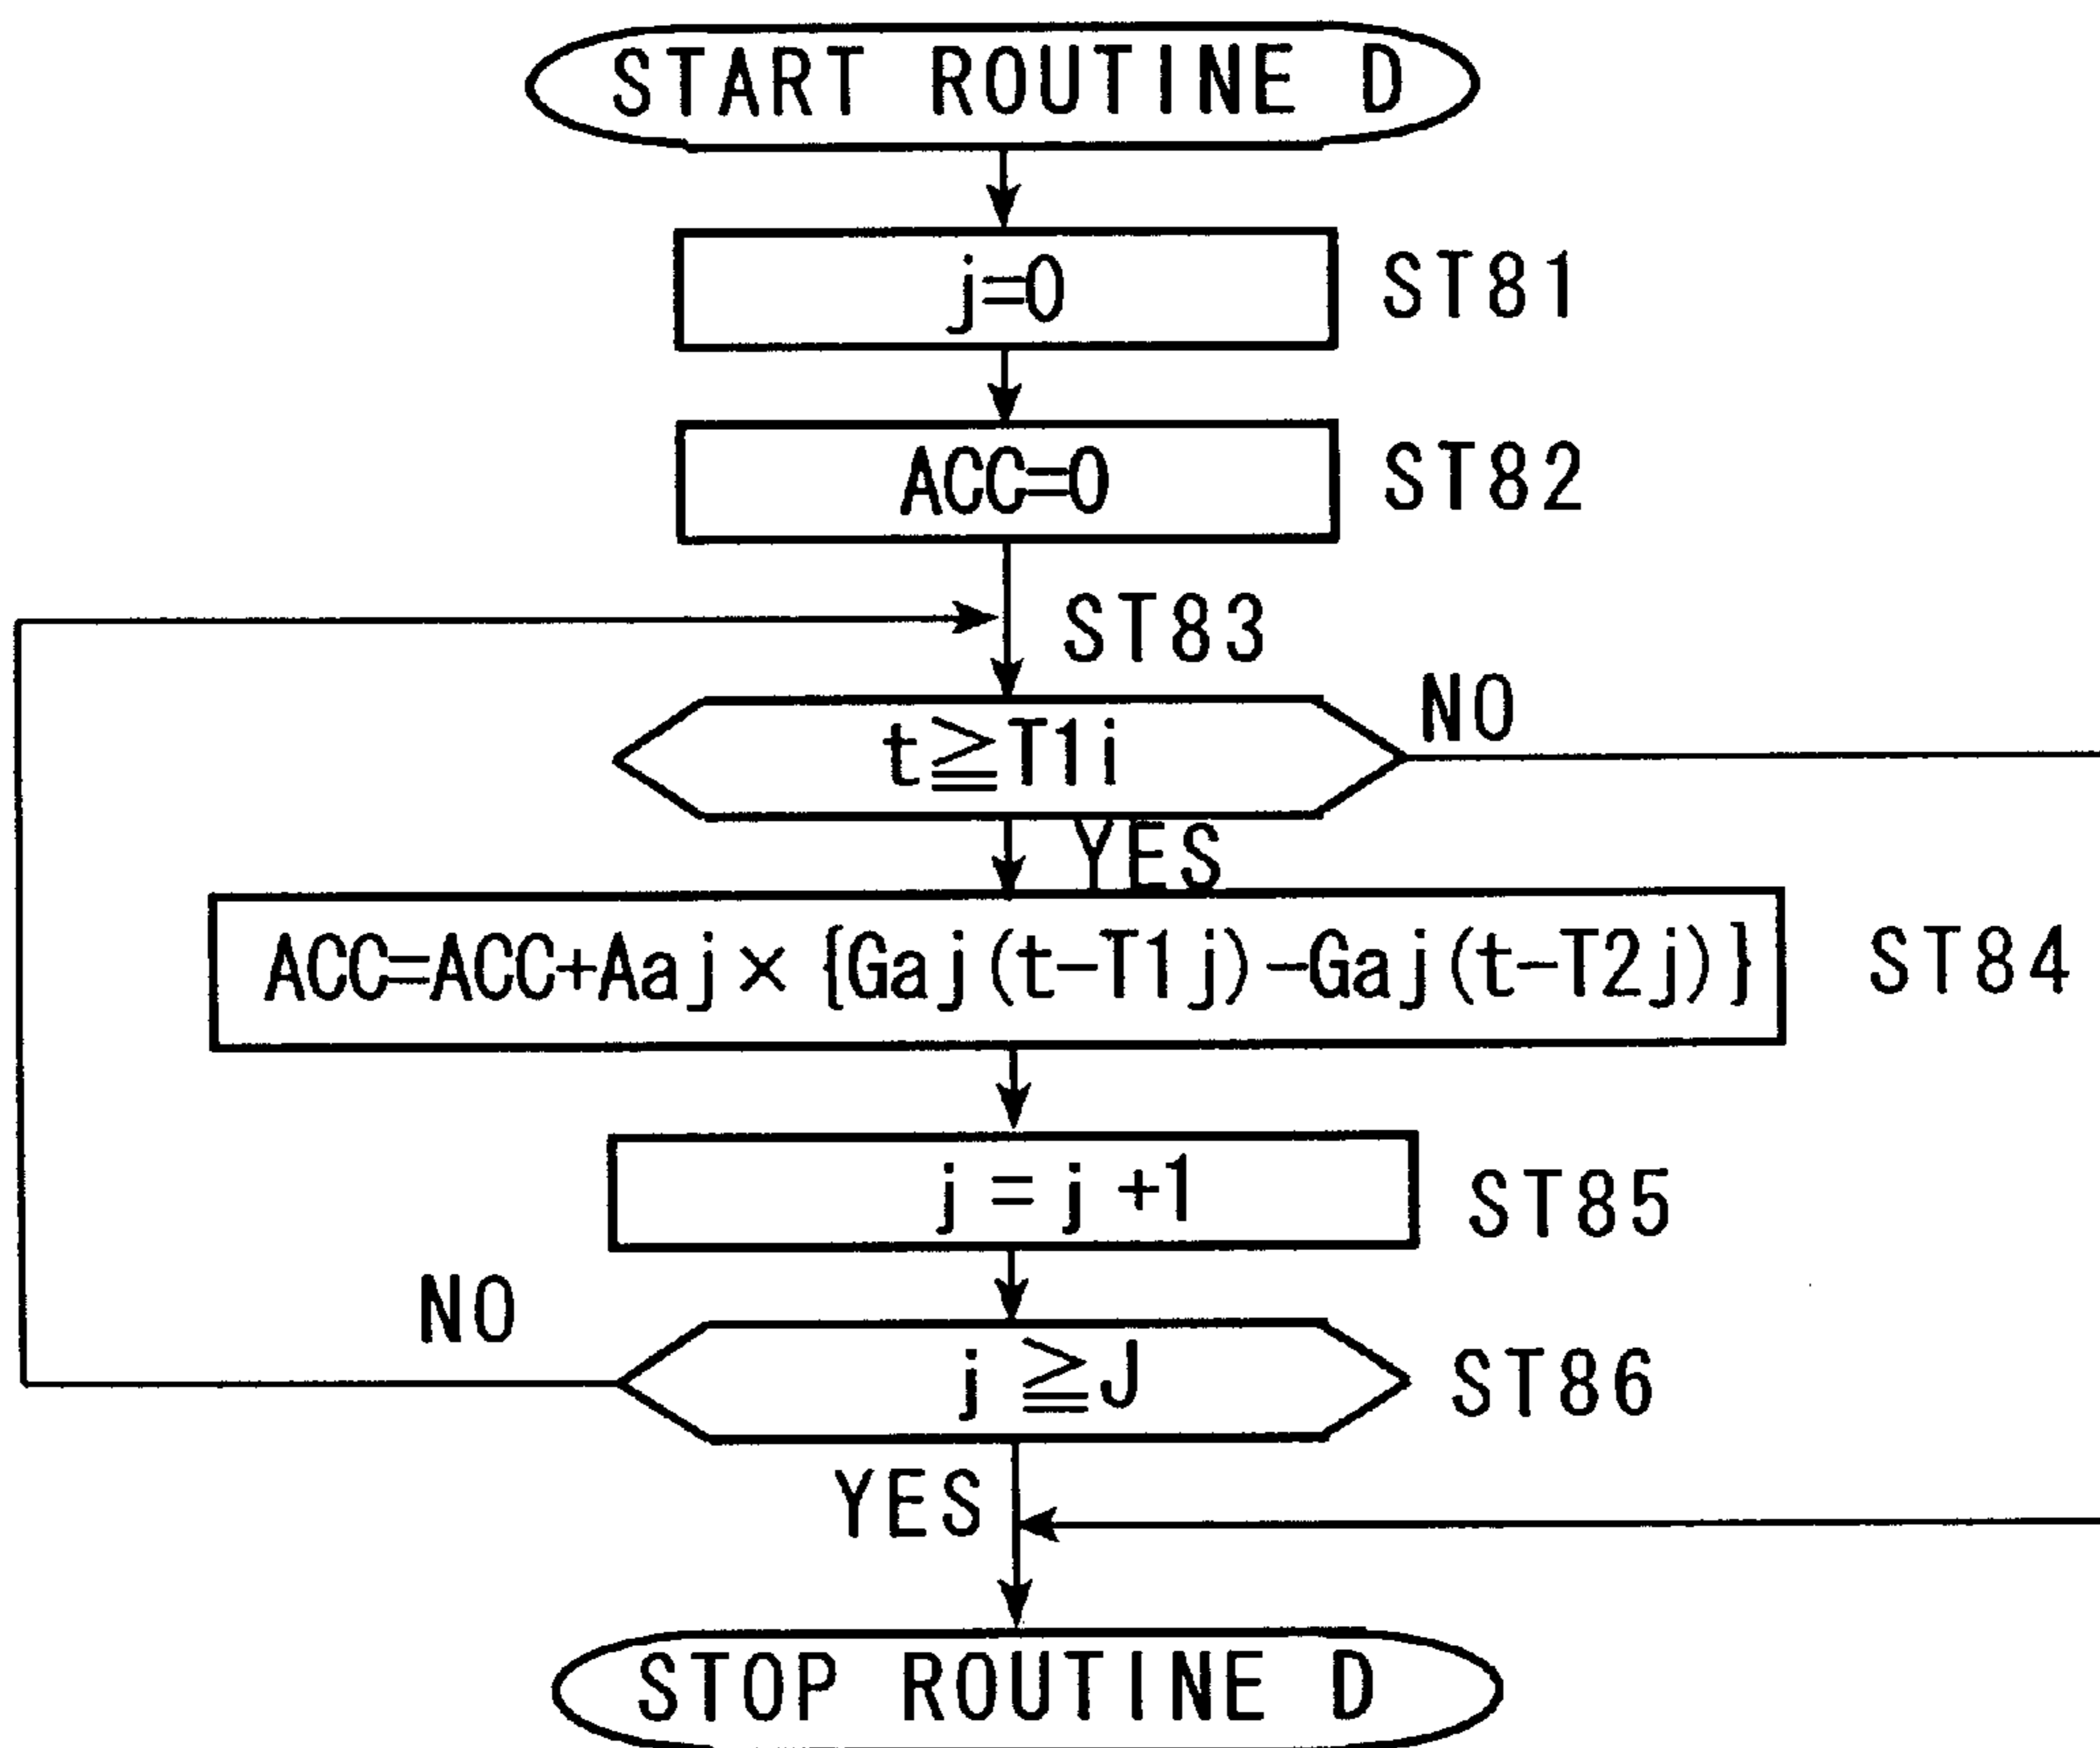 START ROUTINE D
j=0
ST81
ACC=0
ST82
ST83
t≧T1i
NO
YES
ACC=ACC+Aaj×{Gaj(t-T1j)-Gaj(t-T2j)}
ST84
j=j+1
ST85
NO
j≧J
ST86
YES
STOP ROUTINE D